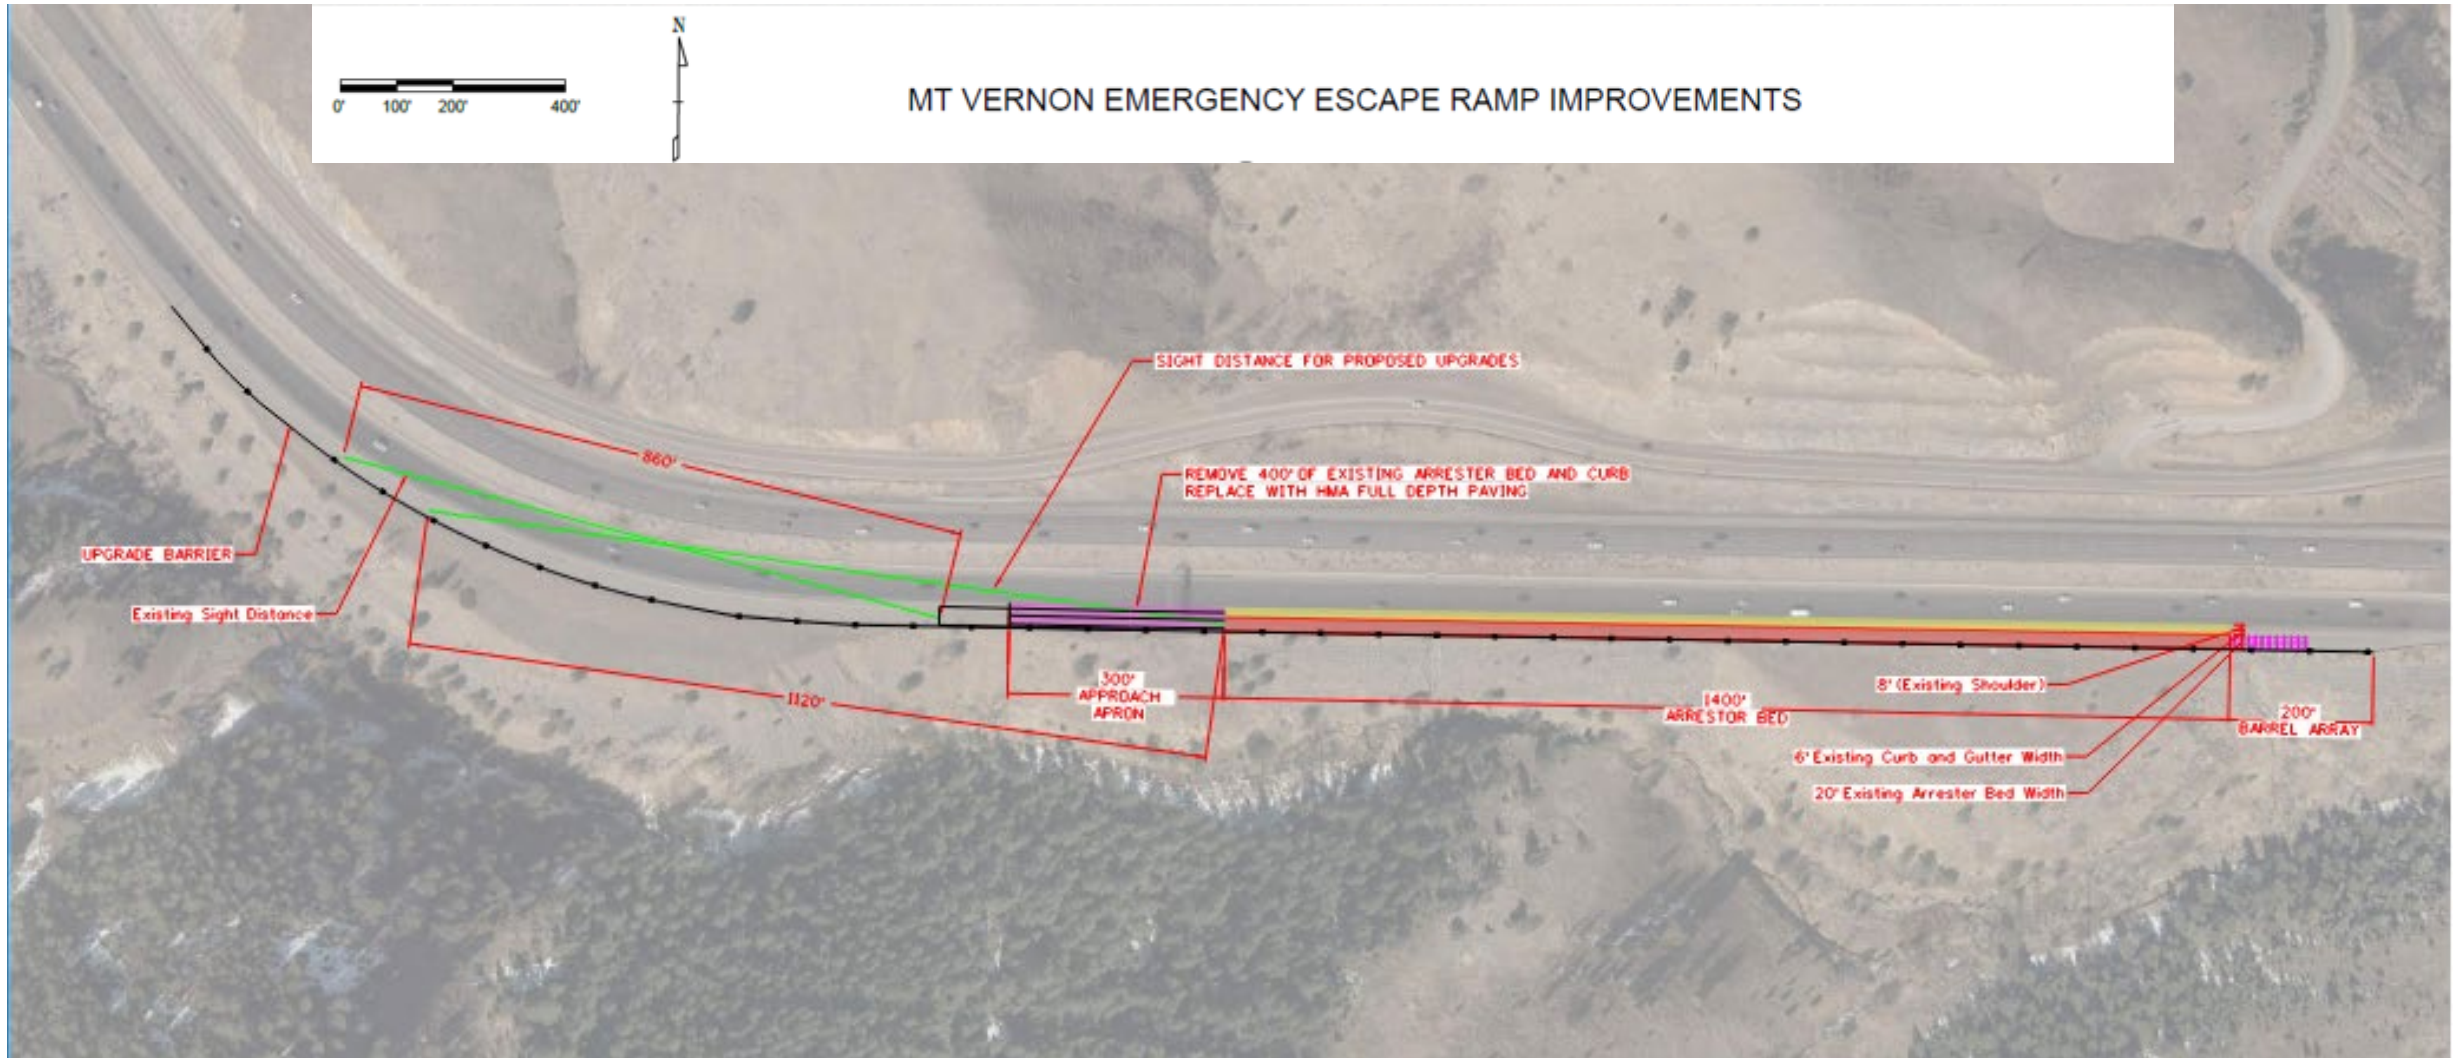 N
0' 100' 200' 400'
MT VERNON EMERGENCY ESCAPE RAMP IMPROVEMENTS
SIGHT DISTANCE FOR PROPOSED UPGRADES
860'
REMOVE 400' OF EXISTING ARRESTER BED AND CURB
REPLACE WITH HMA FULL DEPTH PAVING
UPGRADE BARRIER
Existing Sight Distance
1120'
300'
APPROACH
APRON
8' (Existing Shoulder)
1400'
ARRESTOR BED
200'
BARREL ARRAY
6' Existing Curb and Gutter Width
20' Existing Arrester Bed Width